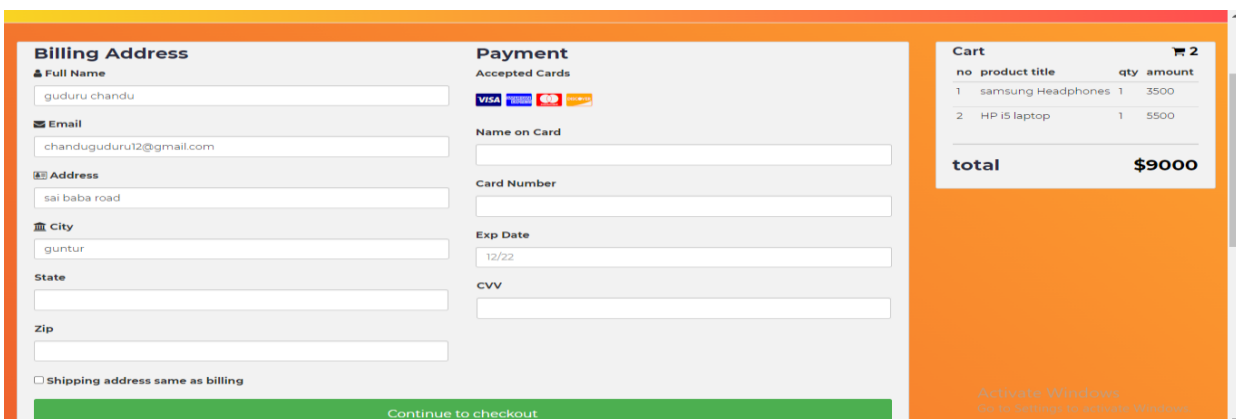 Billing Address
Full Name
guduru chandu
Email
chanduguduru12@gmail.com
Address
sai baba road
City
guntur
State
Zip
Shipping address same as billing
Continue to checkout
Payment
Accepted Cards
VISA
Name on Card
Card Number
Exp Date
12/22
CVV
Cart 2
no product title qty amount
1 samsung Headphones 1 3500
2 HP i5 laptop 1 5500
total $9000
Activate Windows